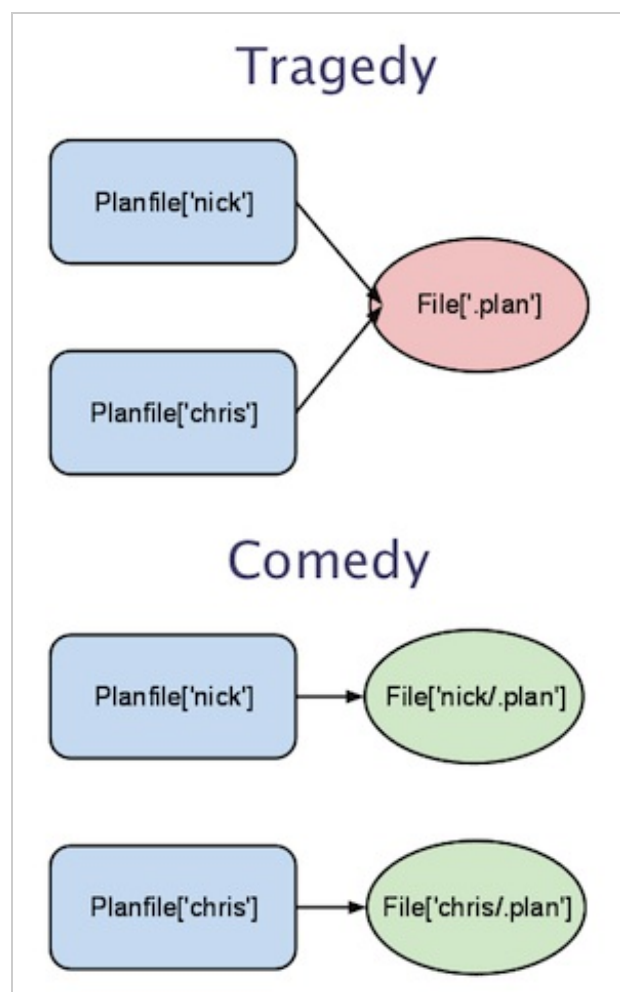 Tragedy
Planfile['nick']
File['.plan']
Planfile['chris']
Comedy
Planfile['nick']
File['nick/.plan']
Planfile['chris']
File['chris/.plan']